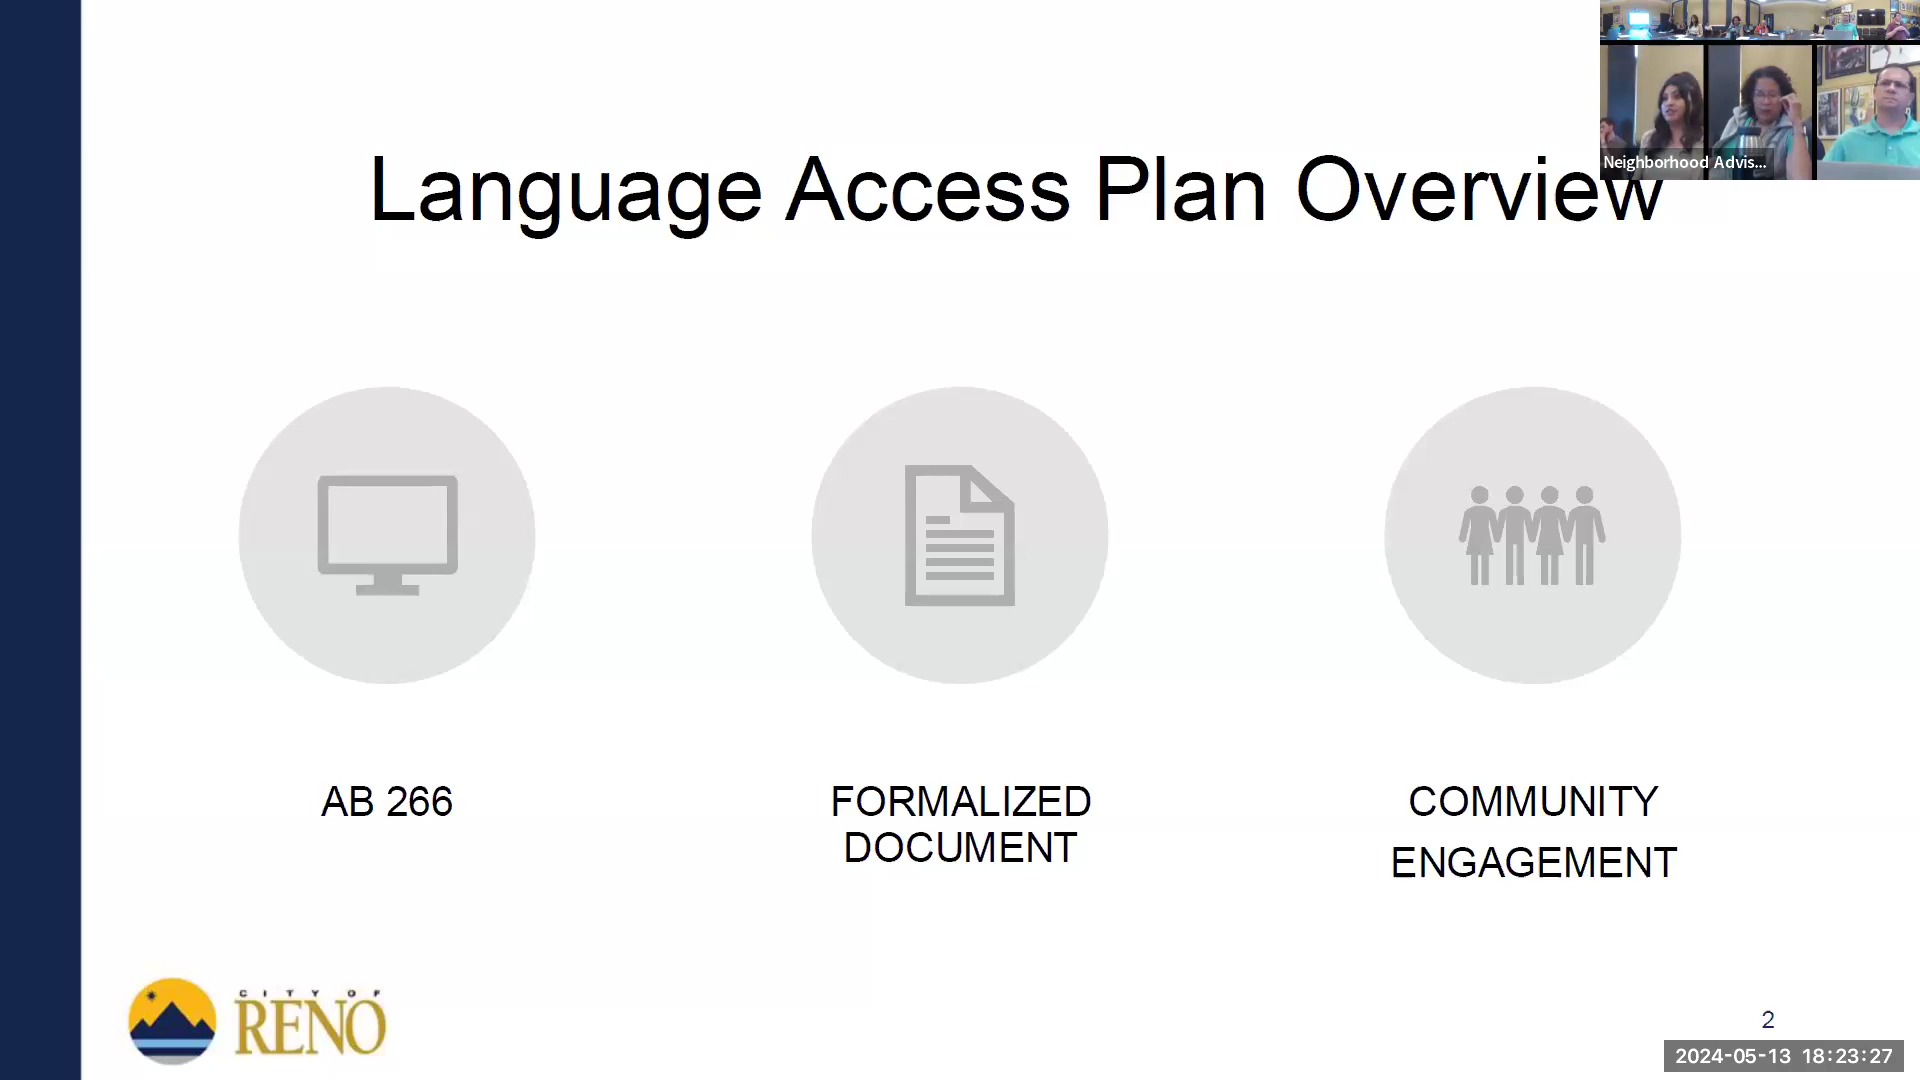 Neighborhood Advis...
Language Access Plan Overview
AB 266
FORMALIZED
DOCUMENT
COMMUNITY
ENGAGEMENT
CITY OF
RENO
2
2024-05-13 18:23:27